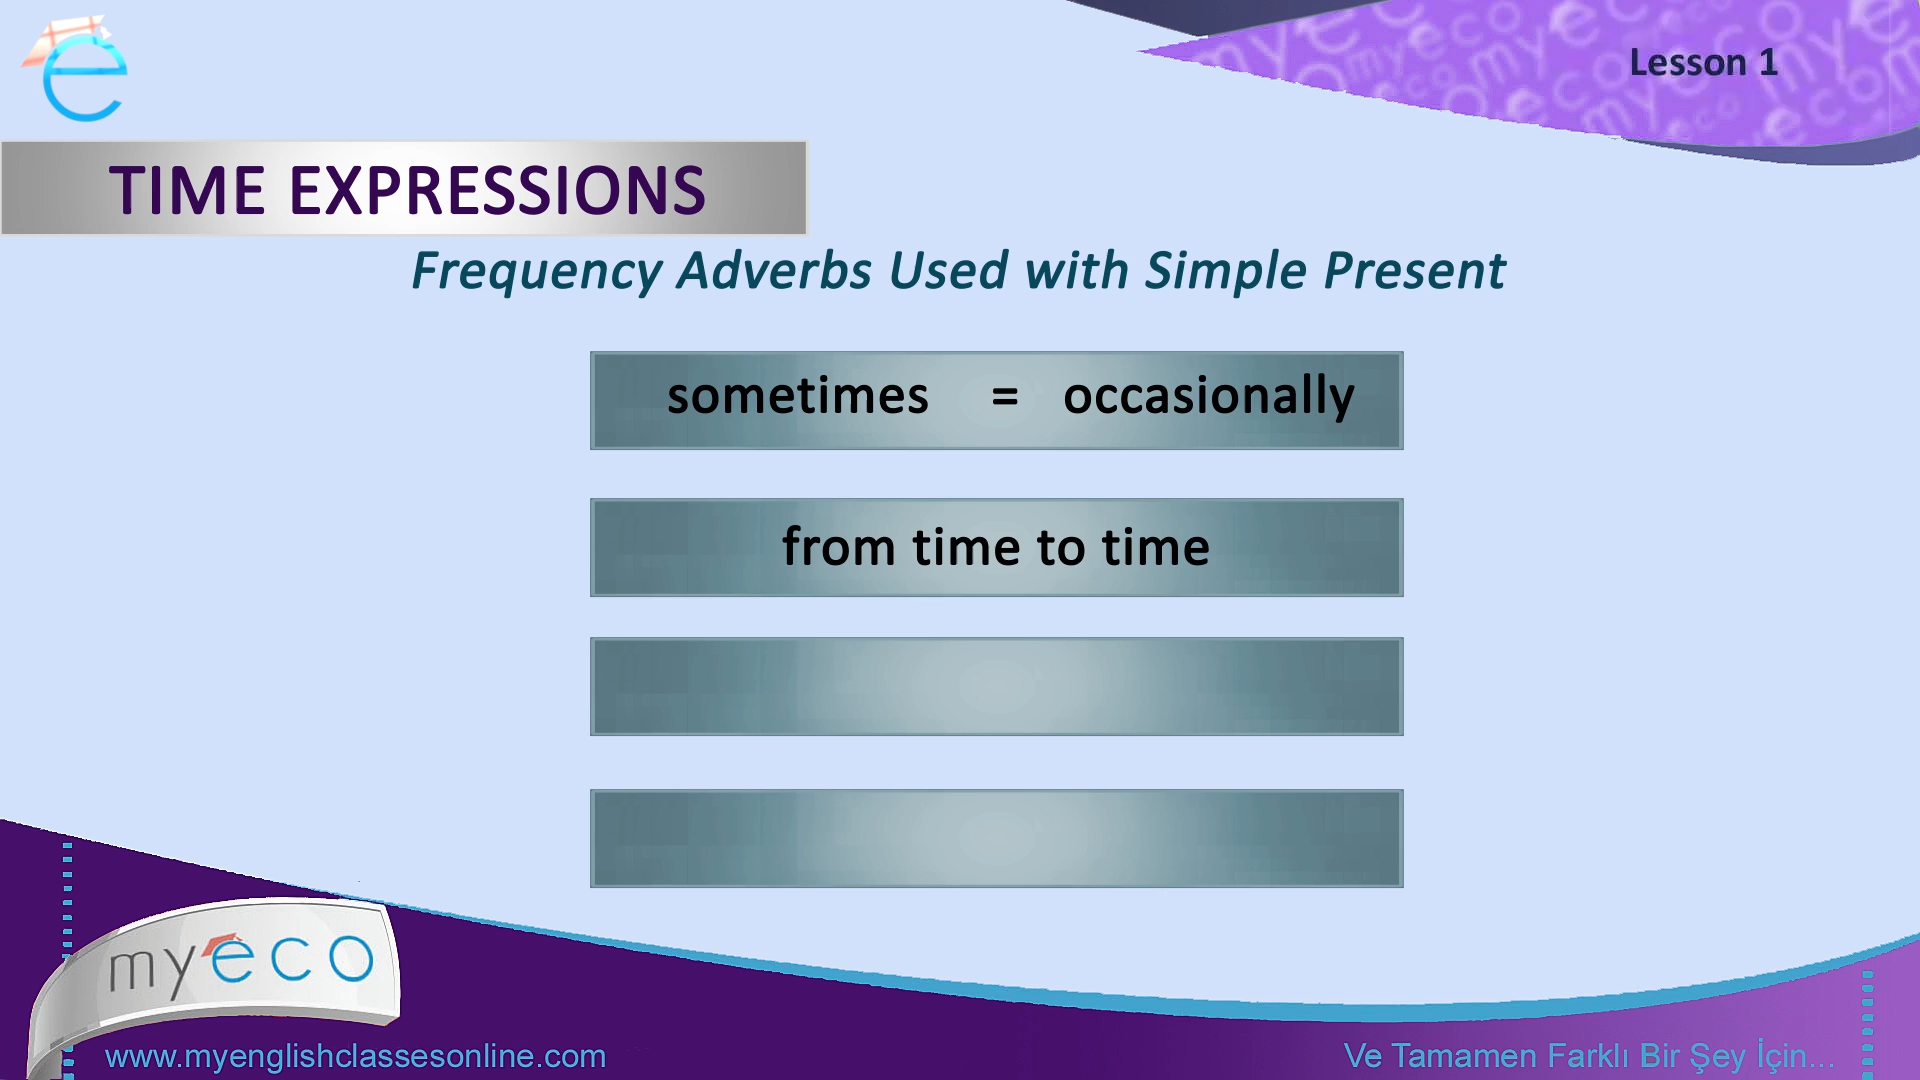 Lesson 1
TIME EXPRESSIONS
Frequency Adverbs Used with Simple Present
sometimes = occasionally
from time to time
myeco
www.myenglishclassesonline.com
Ve Tamamen Farklı Bir Şey İçin...